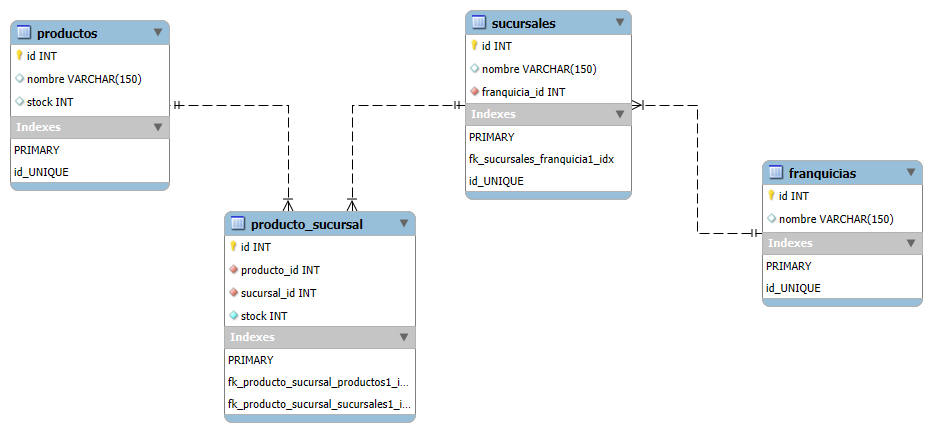 productos
id INT
nombre VARCHAR(150)
stock INT
Indexes
PRIMARY
id_UNIQUE
sucursales
id INT
nombre VARCHAR(150)
franquicia_id INT
Indexes
PRIMARY
fk_sucursales_franquicia1_idx
id_UNIQUE
franquicias
id INT
nombre VARCHAR(150)
Indexes
PRIMARY
id_UNIQUE
producto_sucursal
id INT
producto_id INT
sucursal_id INT
stock INT
Indexes
PRIMARY
fk_producto_sucursal_productos1_i...
fk_producto_sucursal_sucursales1_i...